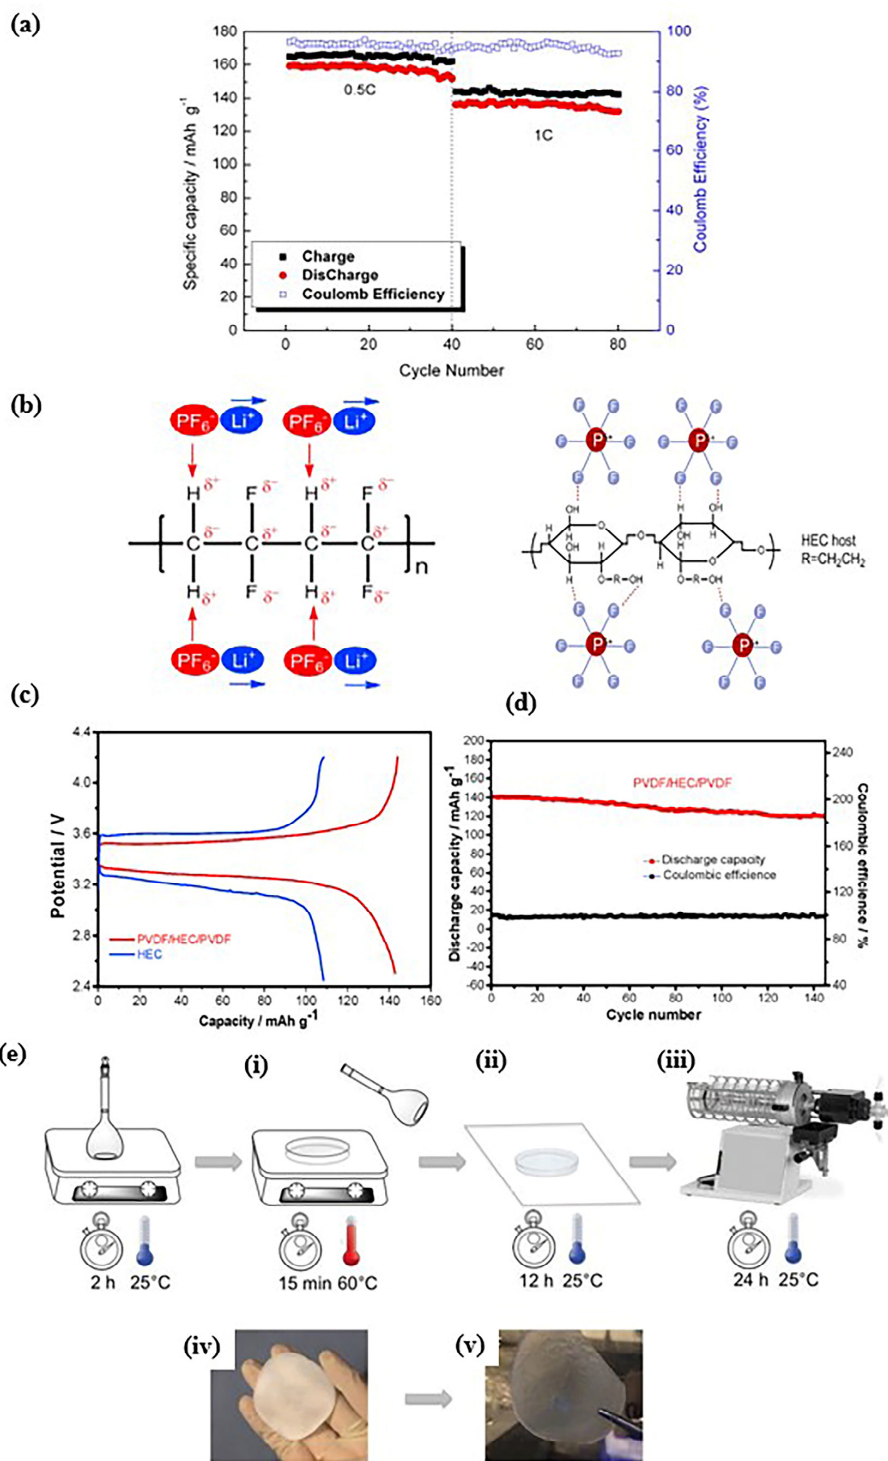 (a)
180
160
140
120
100
80
60
40
20
0
100
80
60
40
20
0
Specific capacity / mAh g-1
Coulomb Efficiency (%)
0.5C
1C
Charge
DisCharge
Coulomb Efficiency
0 20 40 60 80
Cycle Number
(b)
PF6- Li+ PF6- Li+
H δ+ F δ- H δ+ F δ-
C δ- C δ+ C δ- C δ+
n
H δ+ F δ- H δ+ F δ-
PF6- Li+ PF6- Li+
F F F F
F P F F P F
F F F F
OH H OH
O O O O
HEC host
R=CH2CH2
OH H H
H O-R-OH O-R-OH
F F F F
F P F F P F
F F F F
(c)
4.4
4.0
3.6
3.2
2.8
2.4
Potential / V
PVDF/HEC/PVDF
HEC
0 20 40 60 80 100 120 140 160
Capacity / mAh g-1
(d)
200
180
160
140
120
100
80
60
40
20
0
-20
-40
-60
240
200
160
120
80
40
Discharge capacity / mAh g-1
Coulombic efficience / %
PVDF/HEC/PVDF
Discharge capacity
Coulombic efficience
0 20 40 60 80 100 120 140
Cycle number
(e)
(i)
(ii)
(iii)
2 h 25°C
15 min 60°C
12 h 25°C
24 h 25°C
(iv)
(v)